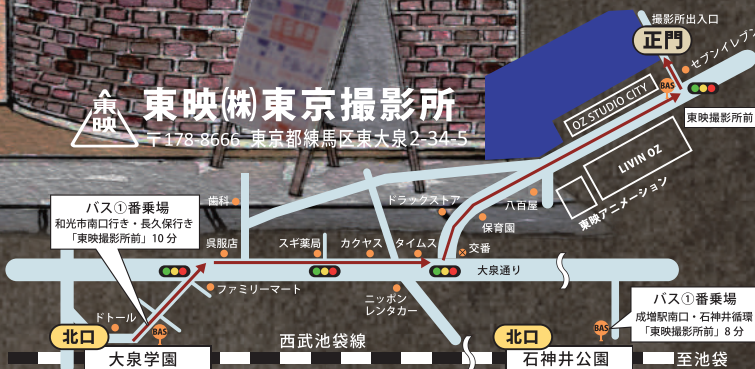 撮影所出入口
正門
セブンイレブン
BAS
OZ STUDIO CITY
東映撮影所前
LIVIN OZ
東映アニメーション
東映
東映㈱東京撮影所
〒178-8666 東京都練馬区東大泉2-34-5
歯科
ドラッグストア
八百屋
保育園
バス①番乗場
和光市南口行き・長久保行き
「東映撮影所前」10分
呉服店
スギ薬局
カクヤス
タイムス
交番
大泉通り
ファミリーマート
ニッポン
レンタカー
ドトール
BAS
北口
大泉学園
西武池袋線
BAS
北口
石神井公園
バス①番乗場
成増駅南口・石神井循環
「東映撮影所前」8分
至池袋